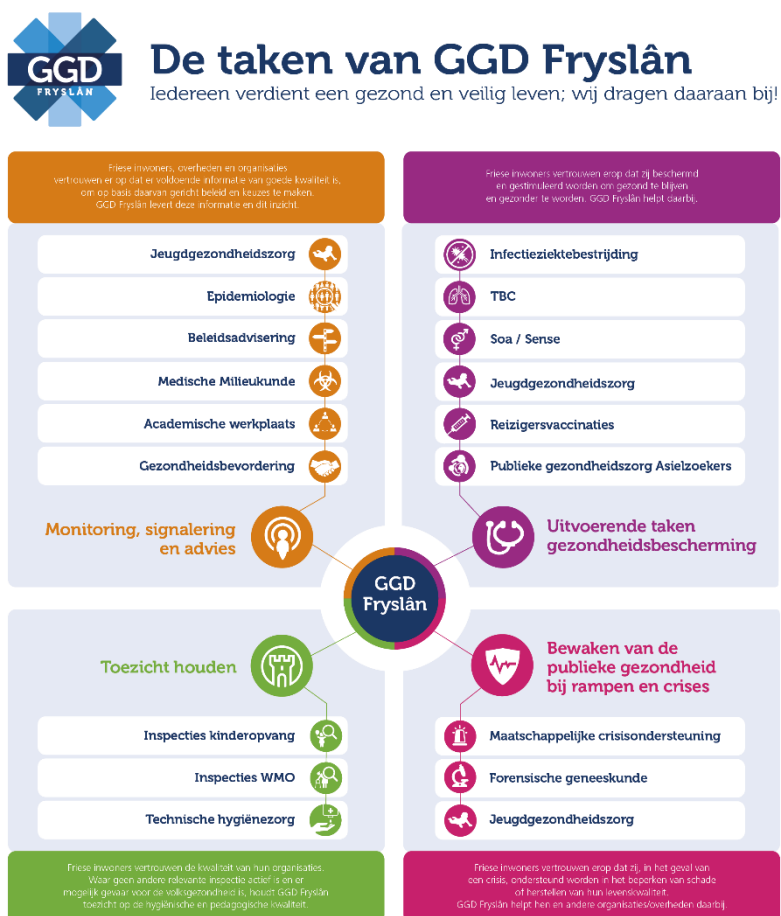 GGD
FRYSLÂN
De taken van GGD Fryslân
Iedereen verdient een gezond en veilig leven; wij dragen daaraan bij!
Friese inwoners, overheden en organisaties
vertrouwen er op dat er voldoende informatie van goede kwaliteit is,
om op basis daarvan gericht beleid en keuzes te maken.
GGD Fryslân levert deze informatie en dit inzicht.
Jeugdgezondheidszorg
Epidemiologie
Beleidsadvisering
Medische Milieukunde
Academische werkplaats
Gezondheidsbevordering
Monitoring, signalering
en advies
Friese inwoners vertrouwen erop dat zij beschermd
en gestimuleerd worden om gezond te blijven
en gezonder te worden. GGD Fryslân helpt daarbij.
Infectieziektebestrijding
TBC
Soa / Sense
Jeugdgezondheidszorg
Reizigersvaccinaties
Publieke gezondheidszorg Asielzoekers
Uitvoerende taken
gezondheidsbescherming
GGD
Fryslân
Toezicht houden
Inspecties kinderopvang
Inspecties WMO
Technische hygiënezorg
Friese inwoners vertrouwen de kwaliteit van hun organisaties.
Waar geen andere relevante inspectie actief is en er
mogelijk gevaar voor de volksgezondheid is, houdt GGD Fryslân
toezicht op de hygiënische en pedagogische kwaliteit.
Bewaken van de
publieke gezondheid
bij rampen en crises
Maatschappelijke crisisondersteuning
Forensische geneeskunde
Jeugdgezondheidszorg
Friese inwoners vertrouwen erop dat zij, in het geval van
een crisis, ondersteund worden in het beperken van schade
of herstellen van hun levenskwaliteit.
GGD Fryslân helpt hen en andere organisaties/overheden daarbij.